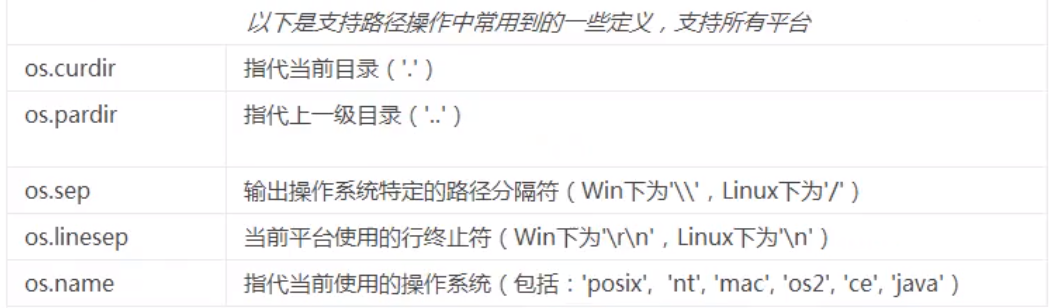 以下是支持路径操作中常用到的一些定义，支持所有平台
os.curdir 指代当前目录（'.'）
os.pardir 指代上一级目录（'..'）
os.sep 输出操作系统特定的路径分隔符（Win下为'\\'，Linux下为'/'）
os.linesep 当前平台使用的行终止符（Win下为'\r\n'，Linux下为'\n'）
os.name 指代当前使用的操作系统（包括：'posix',  'nt', 'mac', 'os2', 'ce', 'java'）